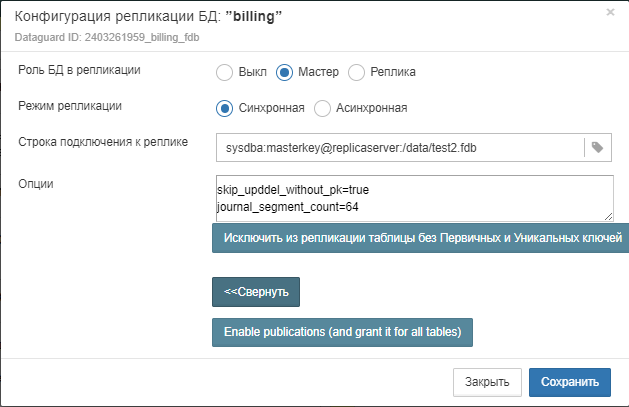 Конфигурация репликации БД: "billing"
×
Dataguard ID: 2403261959_billing_fdb
Роль БД в репликации Выкл Мастер Реплика
Режим репликации Синхронная Асинхронная
Строка подключения к реплике sysdba:masterkey@replicaserver:/data/test2.fdb
Опции skip_upddel_without_pk=true
journal_segment_count=64
Исключить из репликации таблицы без Первичных и Уникальных ключей
<<Свернуть
Enable publications (and grant it for all tables)
Закрыть Сохранить